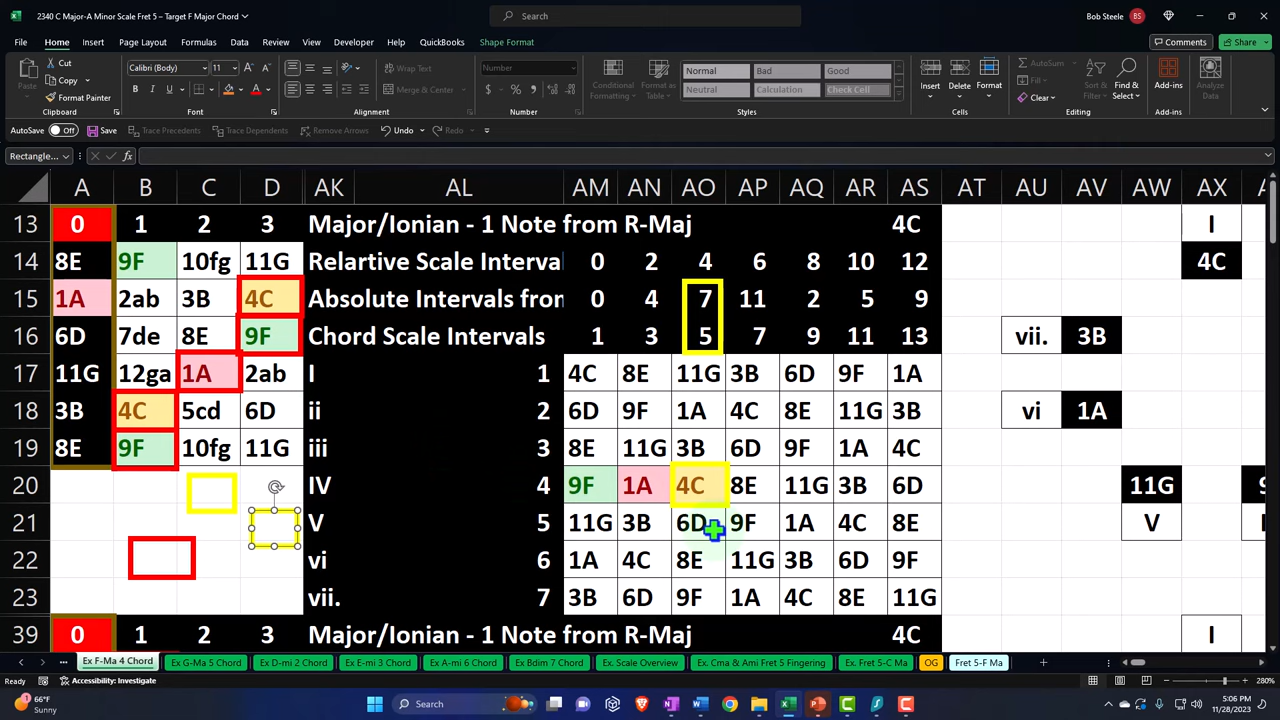 2340 C Major-A Minor Scale Fret 5 – Target F Major Chord
Search
Bob Steele BS
File Home Insert Page Layout Formulas Data Review View Developer Automate Help QuickBooks Shape Format Comments Share
Paste Cut Copy Format Painter
Calibri (Body) 11 Wrap Text Merge & Center Number
Conditional Formatting Format as Table Normal Bad Good Neutral Calculation Check Cell
Insert Delete Format AutoSum Fill Clear Sort & Filter Find & Select Add-ins Analyze Data
Clipboard Font Alignment Number Styles Cells Editing Add-ins
AutoSave Off Save Trace Precedents Trace Dependents Remove Arrows Undo Redo
Rectangle... fx
A B C D AK AL AM AN AO AP AQ AR AS AT AU AV AW AX
13 0 1 2 3 Major/Ionian - 1 Note from R-Maj 4C I
14 8E 9F 10fg 11G Relartive Scale Interva 0 2 4 6 8 10 12 4C
15 1A 2ab 3B 4C Absolute Intervals fron 0 4 7 11 2 5 9
16 6D 7de 8E 9F Chord Scale Intervals 1 3 5 7 9 11 13 vii. 3B
17 11G 12ga 1A 2ab I 1 4C 8E 11G 3B 6D 9F 1A
18 3B 4C 5cd 6D ii 2 6D 9F 1A 4C 8E 11G 3B vi 1A
19 8E 9F 10fg 11G iii 3 8E 11G 3B 6D 9F 1A 4C
20 IV 4 9F 1A 4C 8E 11G 3B 6D 11G
21 V 5 11G 3B 6D 9F 1A 4C 8E V
22 vi 6 1A 4C 8E 11G 3B 6D 9F
23 vii. 7 3B 6D 9F 1A 4C 8E 11G
39 0 1 2 3 Major/Ionian - 1 Note from R-Maj 4C I
... Ex F-Ma 4 Chord Ex G-Ma 5 Chord Ex D-mi 2 Chord Ex E-mi 3 Chord Ex A-mi 6 Chord Ex Bdim 7 Chord Ex. Scale Overview Ex. Cma & Ami Fret 5 Fingering Ex. Fret 5-C Ma OG Fret 5-F Ma
Ready Accessibility: Investigate 280%
66°F Sunny Search 5:06 PM 11/28/2023